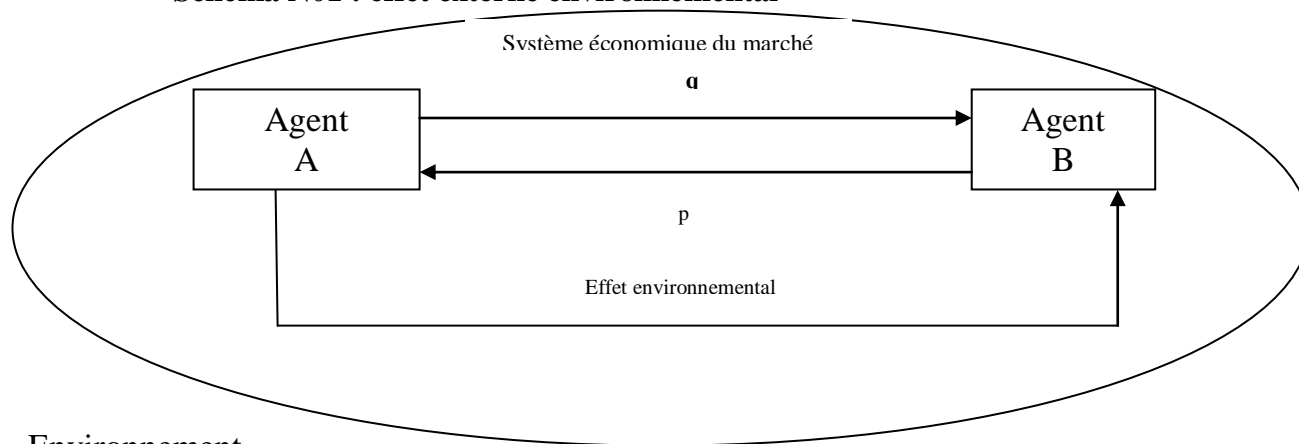 Système économique du marché
q
Agent
A
Agent
B
p
Effet environnemental
Environnement